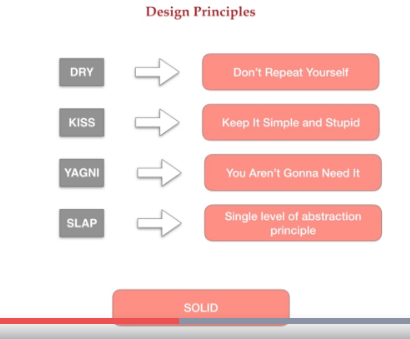 Design Principles
DRY
Don't Repeat Yourself
KISS
Keep It Simple and Stupid
YAGNI
You Aren't Gonna Need It
SLAP
Single level of abstraction
principle
SOLID